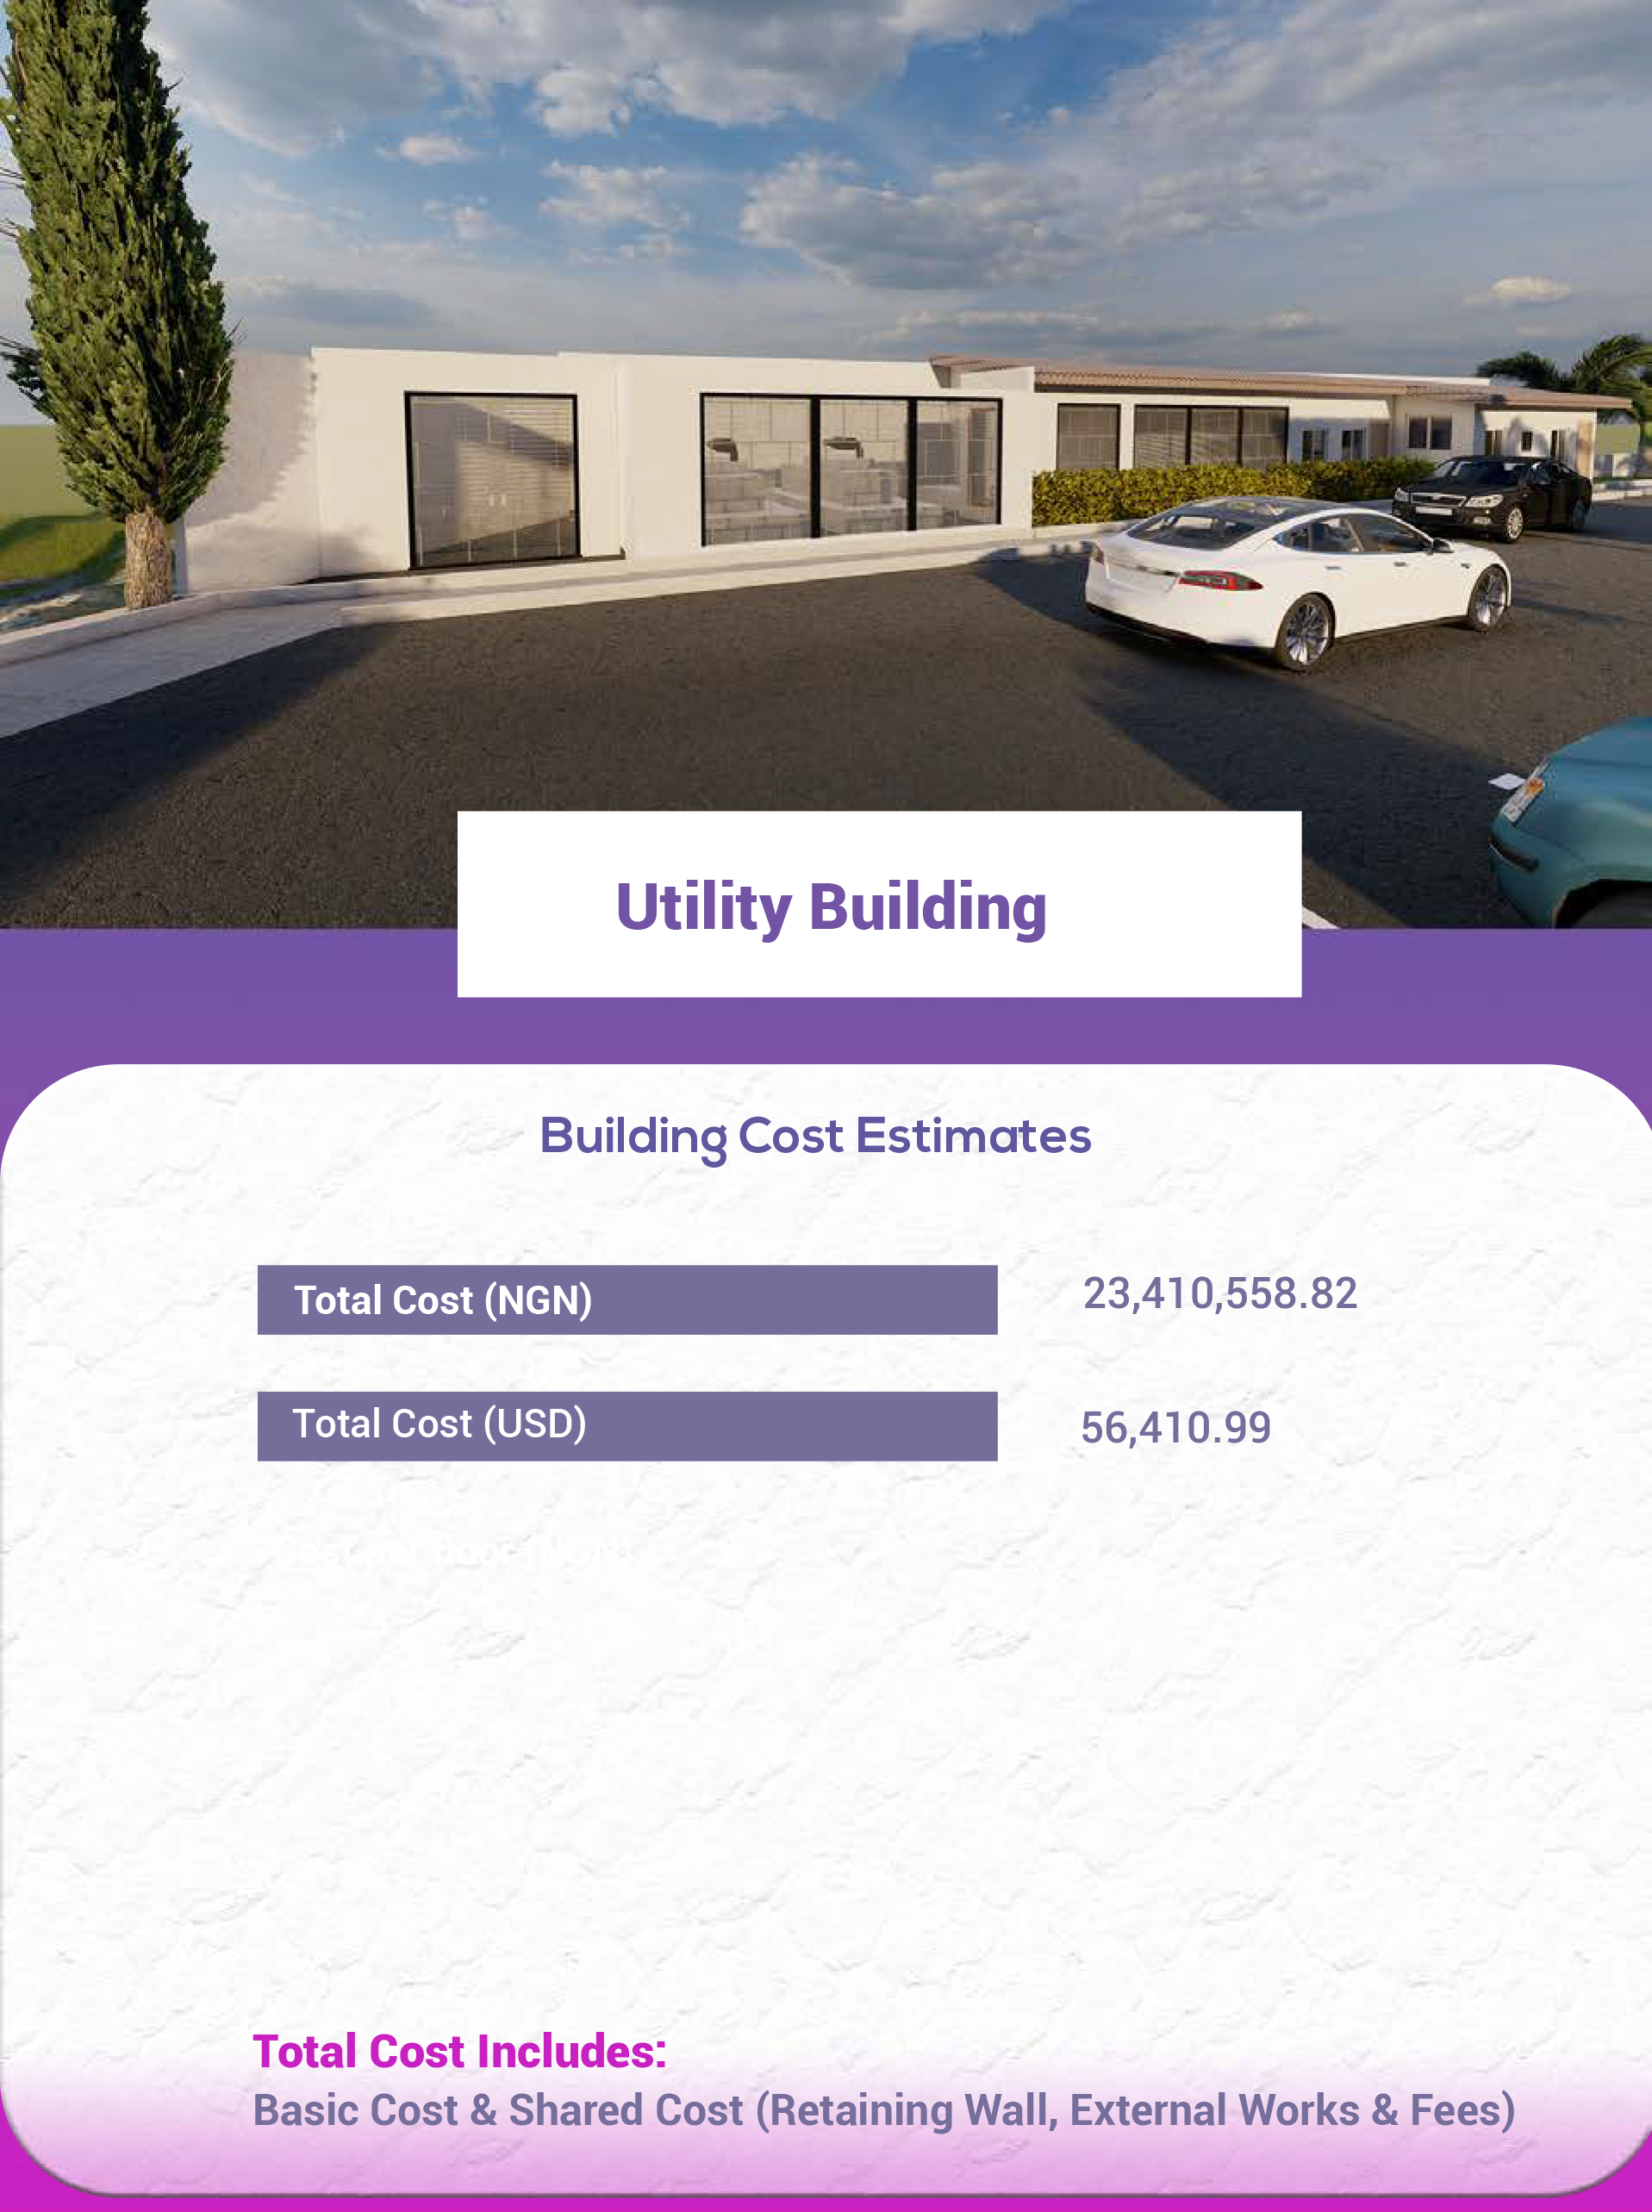 Utility Building
Building Cost Estimates
Total Cost (NGN) 23,410,558.82
Total Cost (USD) 56,410.99
Total Cost Includes:
Basic Cost & Shared Cost (Retaining Wall, External Works & Fees)